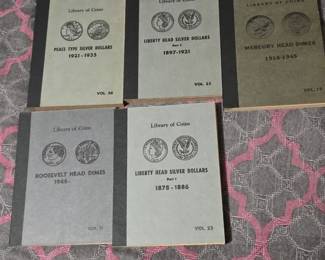 Library of Coins
PEACE TYPE SILVER DOLLARS
1921-1935
Library of Coins
LIBERTY HEAD SILVER DOLLARS
1897-1921
LIBRARY OF COINS
MERCURY HEAD DIMES
1916-1945
Library of Coins
ROOSEVELT HEAD DIMES
1946-
Library of Coins
LIBERTY HEAD SILVER DOLLARS
Part 1
1878-1886
VOL. 23